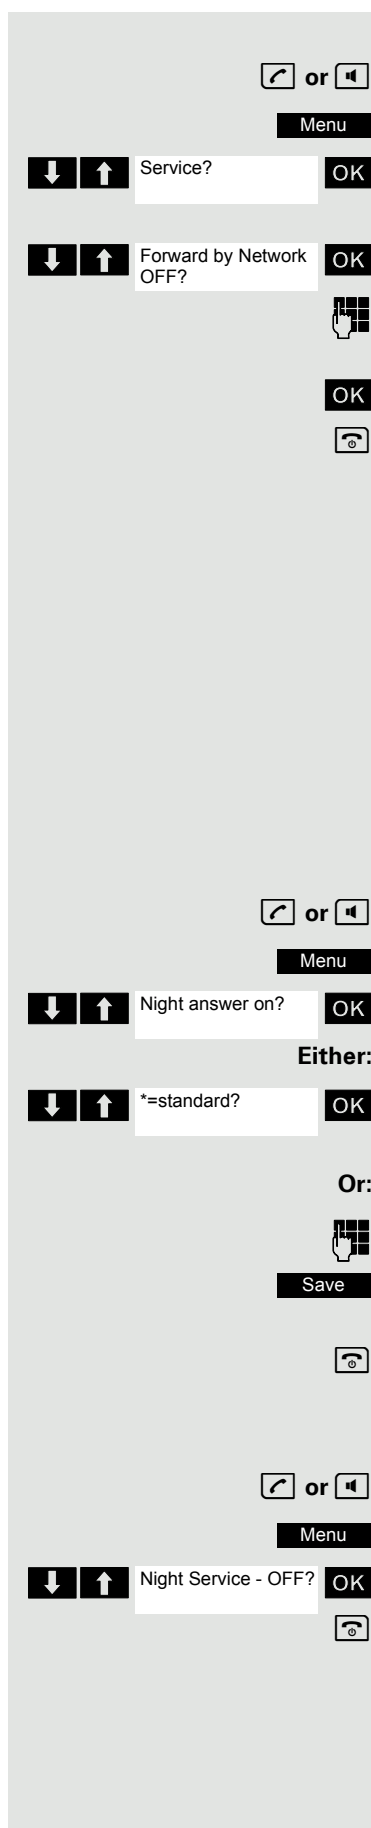 or
Menu
Service? OK
Forward by Network OK
OFF?
OK
or
Menu
Night answer on? OK
Either:
*=standard? OK
Or:
Save
or
Menu
Night Service - OFF? OK